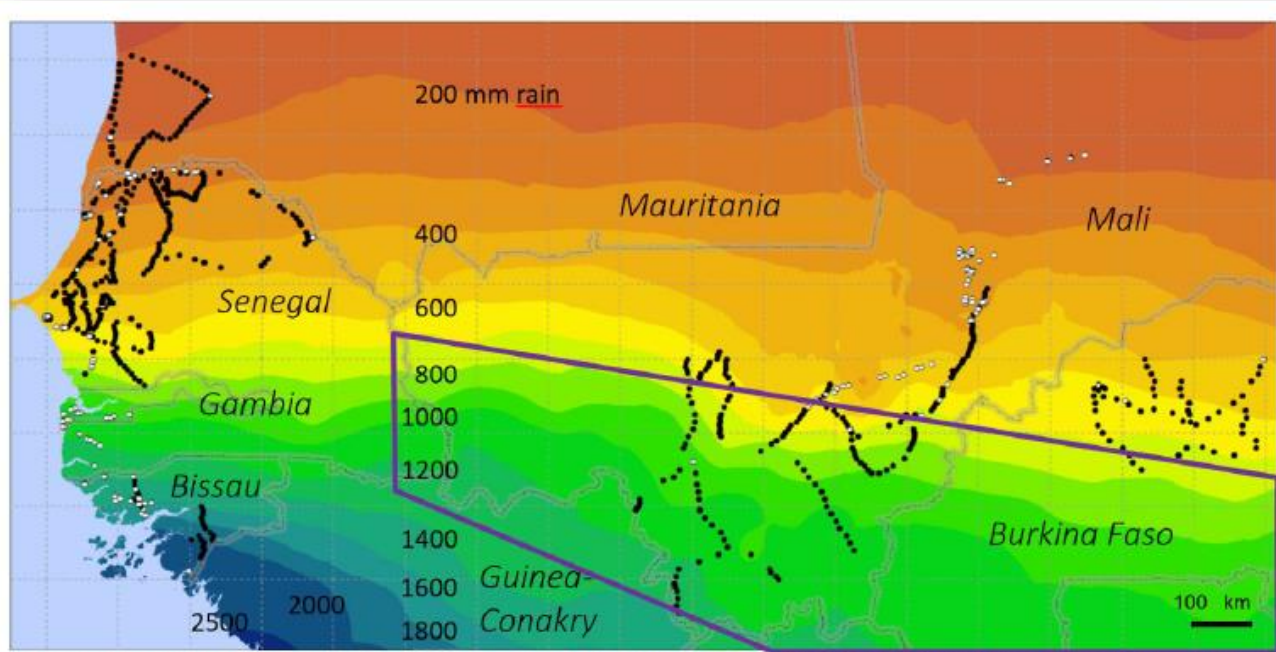 200 mm rain
Mauritania
Mali
400
Senegal
600
800
Gambia
1000
1200
Bissau
1400
Burkina Faso
Guinea-
Conakry
1600
2000
2500
1800
100 km